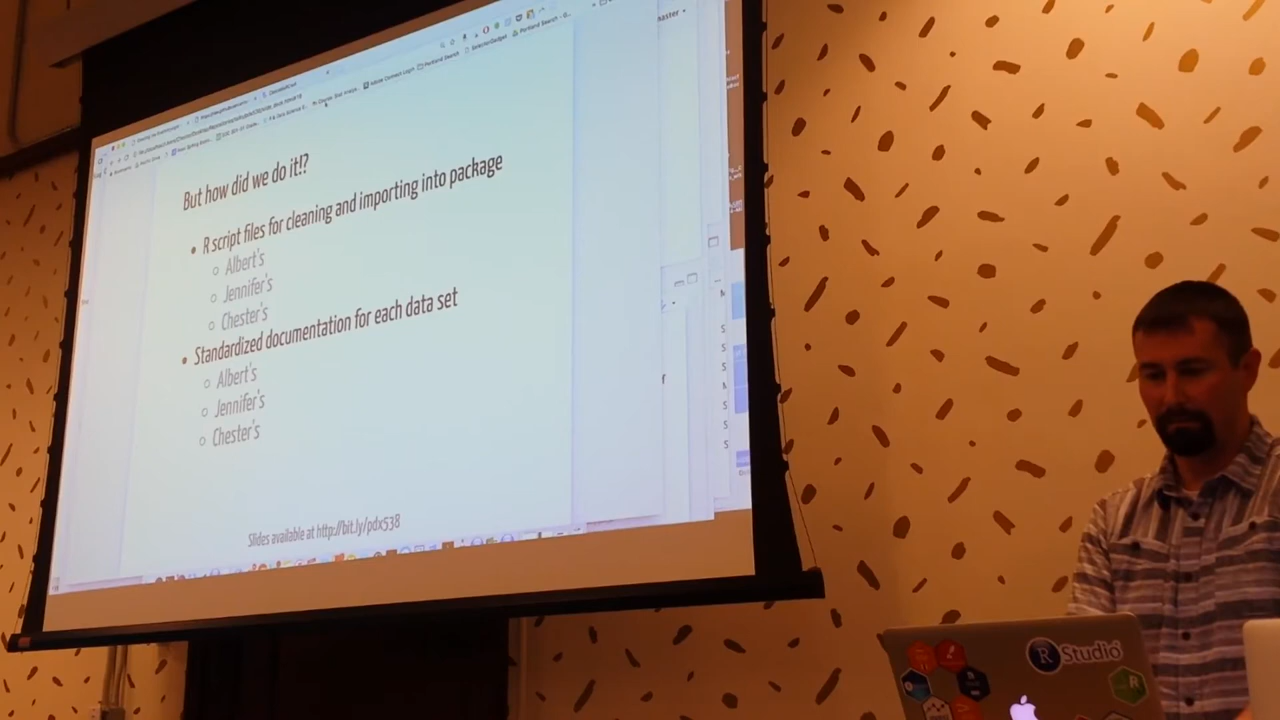 But how did we do it!?
R script files for cleaning and importing into package
Albert's
Jennifer's
Chester's
Standardized documentation for each data set
Albert's
Jennifer's
Chester's
Slides available at http://bit.ly/pdx538
R Studio
R